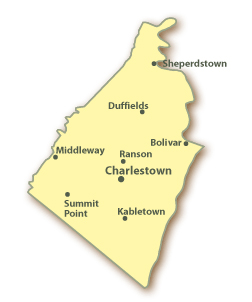 Sheperdstown
Duffields
Bolivar
Middleway
Ranson
Charlestown
Summit
Point
Kabletown